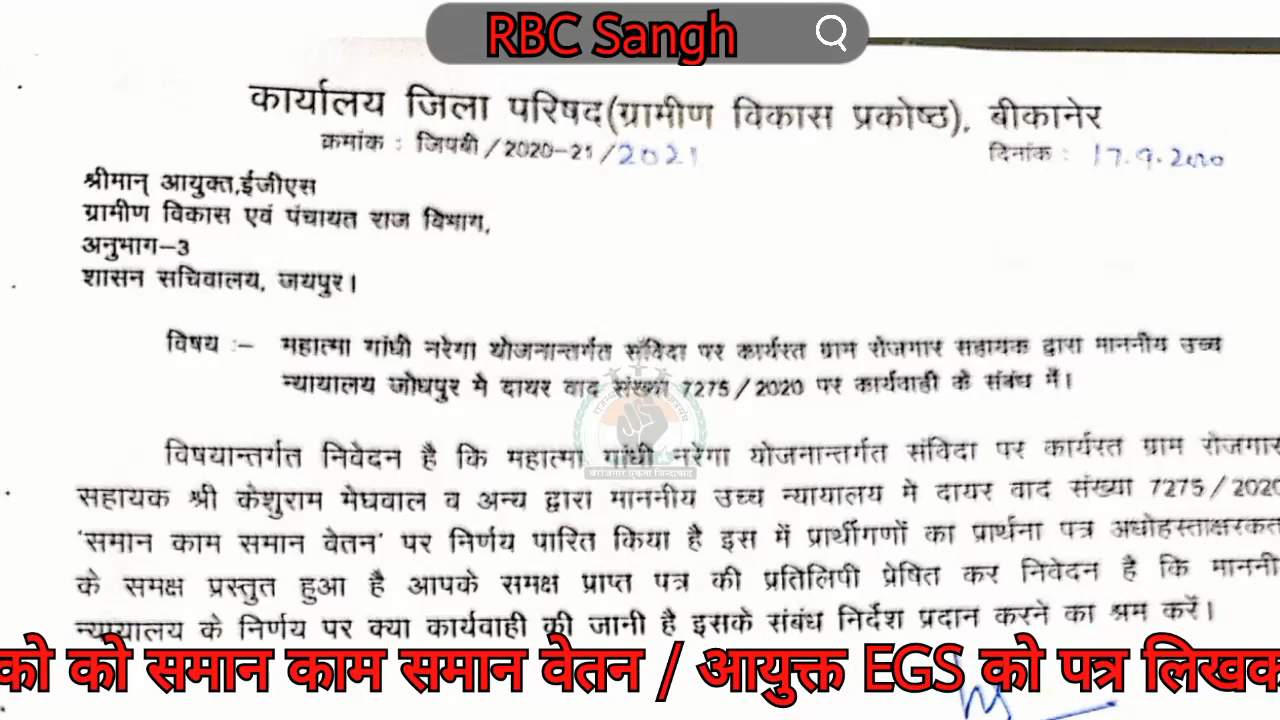 RBC Sangh
कार्यालय जिला परिषद(ग्रामीण विकास प्रकोष्ठ), बीकानेर
क्रमांक : जिपबी/2020-21/2021 दिनांक : 17.9.2020
श्रीमान् आयुक्त,ईजीएस
ग्रामीण विकास एवं पंचायत राज विभाग,
अनुभाग-3
शासन सचिवालय, जयपुर।
विषय :- महात्मा गांधी नरेगा योजनान्तर्गत संविदा पर कार्यरत ग्राम रोजगार सहायक द्वारा माननीय उच्च
न्यायालय जोधपुर मे दायर वाद संख्या 7275/2020 पर कार्यवाही के संबंध में।
विषयान्तर्गत निवेदन है कि महात्मा गांधी नरेगा योजनान्तर्गत संविदा पर कार्यरत ग्राम रोजगार
सहायक श्री केशुराम मेघवाल व अन्य द्वारा माननीय उच्च न्यायालय मे दायर वाद संख्या 7275/2020
'समान काम समान वेतन' पर निर्णय पारित किया है इस में प्रार्थीगणों का प्रार्थना पत्र अधोहस्ताक्षरकत
के समक्ष प्रस्तुत हुआ है आपके समक्ष प्राप्त पत्र की प्रतिलिपी प्रेषित कर निवेदन है कि माननी
न्यायालय के निर्णय पर क्या कार्यवाही की जानी है इसके संबंध निर्देश प्रदान करने का श्रम करें।
को को समान काम समान वेतन / आयुक्त EGS को पत्र लिखक